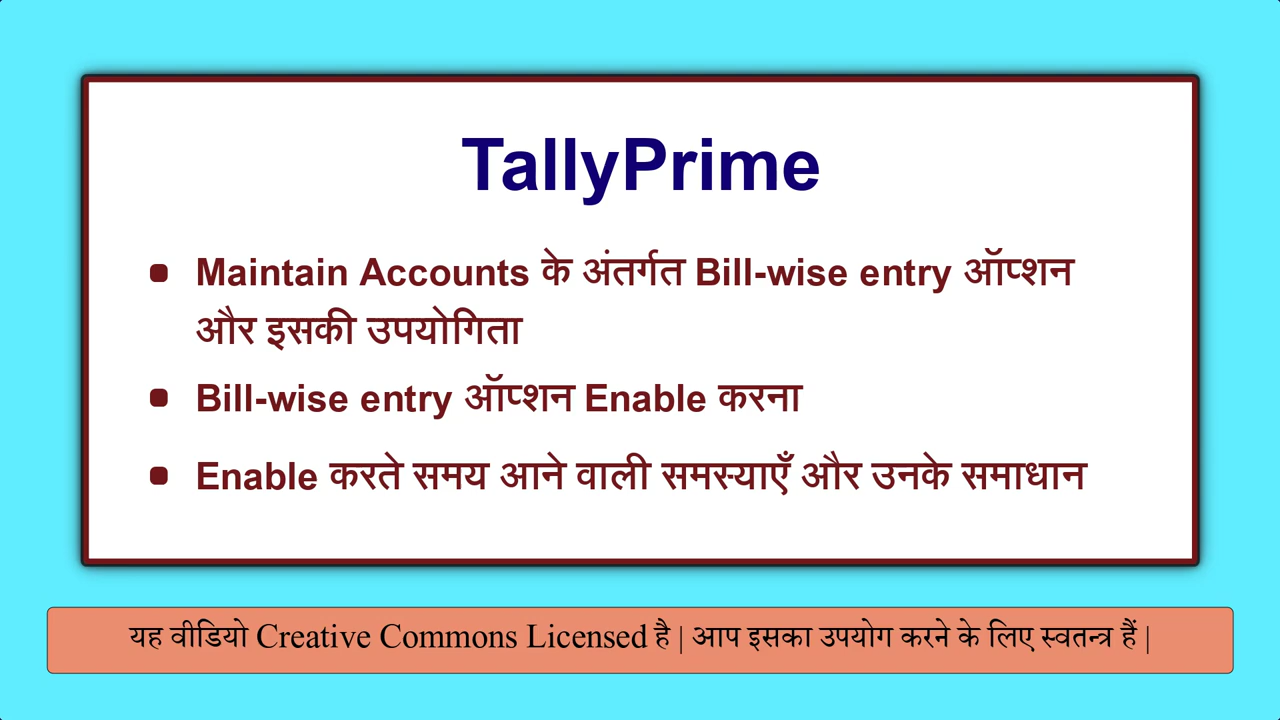 TallyPrime
Maintain Accounts के अंतर्गत Bill-wise entry ऑप्शन
और इसकी उपयोगिता
Bill-wise entry ऑप्शन Enable करना
Enable करते समय आने वाली समस्याएँ और उनके समाधान
यह वीडियो Creative Commons Licensed है | आप इसका उपयोग करने के लिए स्वतन्त्र हैं |